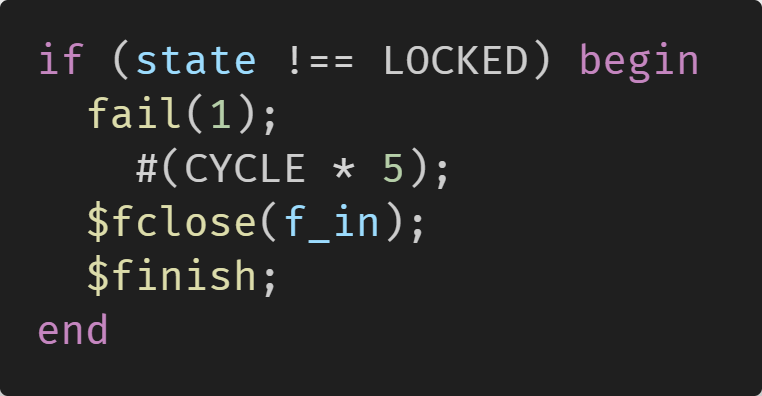 if (state !== LOCKED) begin
  fail(1);
    #(CYCLE * 5);
  $fclose(f_in);
  $finish;
end